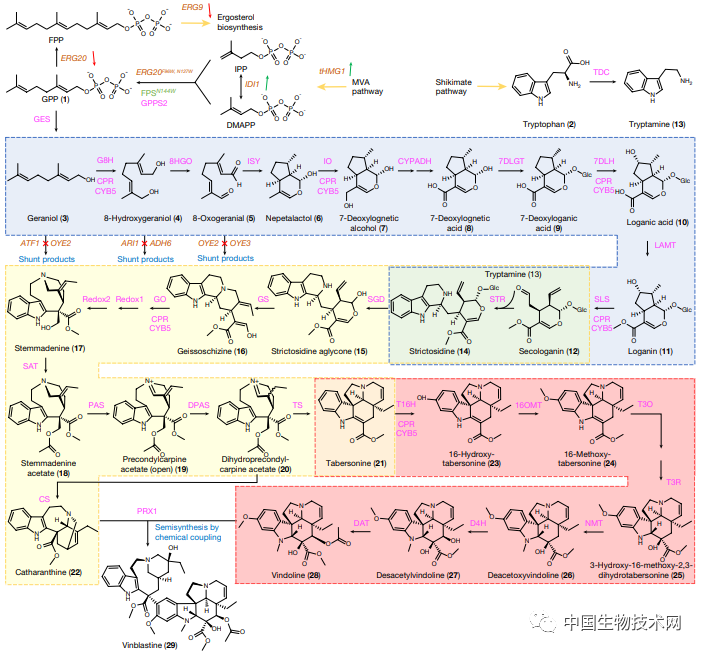 ERG9
Ergosterol
biosynthesis
FPP
ERG20
GPP (1)
ERG20F96W, N127W
FPSN144W
GPPS2
IPP
IDI1
DMAPP
tHMG1
MVA
pathway
Shikimate
pathway
Tryptophan (2)
TDC
Tryptamine (13)
GES
Geraniol (3)
G8H
CPR
CYB5
8-Hydroxygeraniol (4)
8HGO
8-Oxogeranial (5)
ISY
Nepetalactol (6)
IO
CPR
CYB5
7-Deoxylognetic
alcohol (7)
CYPADH
7-Deoxylognetic
acid (8)
7DLGT
7-Deoxyloganic
acid (9)
7DLH
CPR
CYB5
Loganic acid (10)
ATF1 OYE2
Shunt products
ARI1 ADH6
Shunt products
OYE2 OYE3
Shunt products
LAMT
Loganin (11)
SLS
CPR
CYB5
Secologanin (12)
Tryptamine (13)
STR
Strictosidine (14)
SGD
Strictosidine aglycone (15)
GS
Geissoschizine (16)
GO
CPR
CYB5
Redox1
Redox2
Stemmadenine (17)
SAT
Stemmadenine
acetate (18)
PAS
Precondylcarpine
acetate (open) (19)
DPAS
Dihydroprecondyl-
carpine acetate (20)
TS
Tabersonine (21)
T16H
CPR
CYB5
16-Hydroxy-
tabersonine (23)
16OMT
16-Methoxy-
tabersonine (24)
T3O
T3R
3-Hydroxy-16-methoxy-2,3-
dihydrotabersonine (25)
NMT
Deacetoxyvindoline (26)
D4H
Desacetylvindoline (27)
DAT
Vindoline (28)
CS
Catharanthine (22)
PRX1
Semisynthesis by
chemical coupling
Vinblastine (29)
中国生物技术网